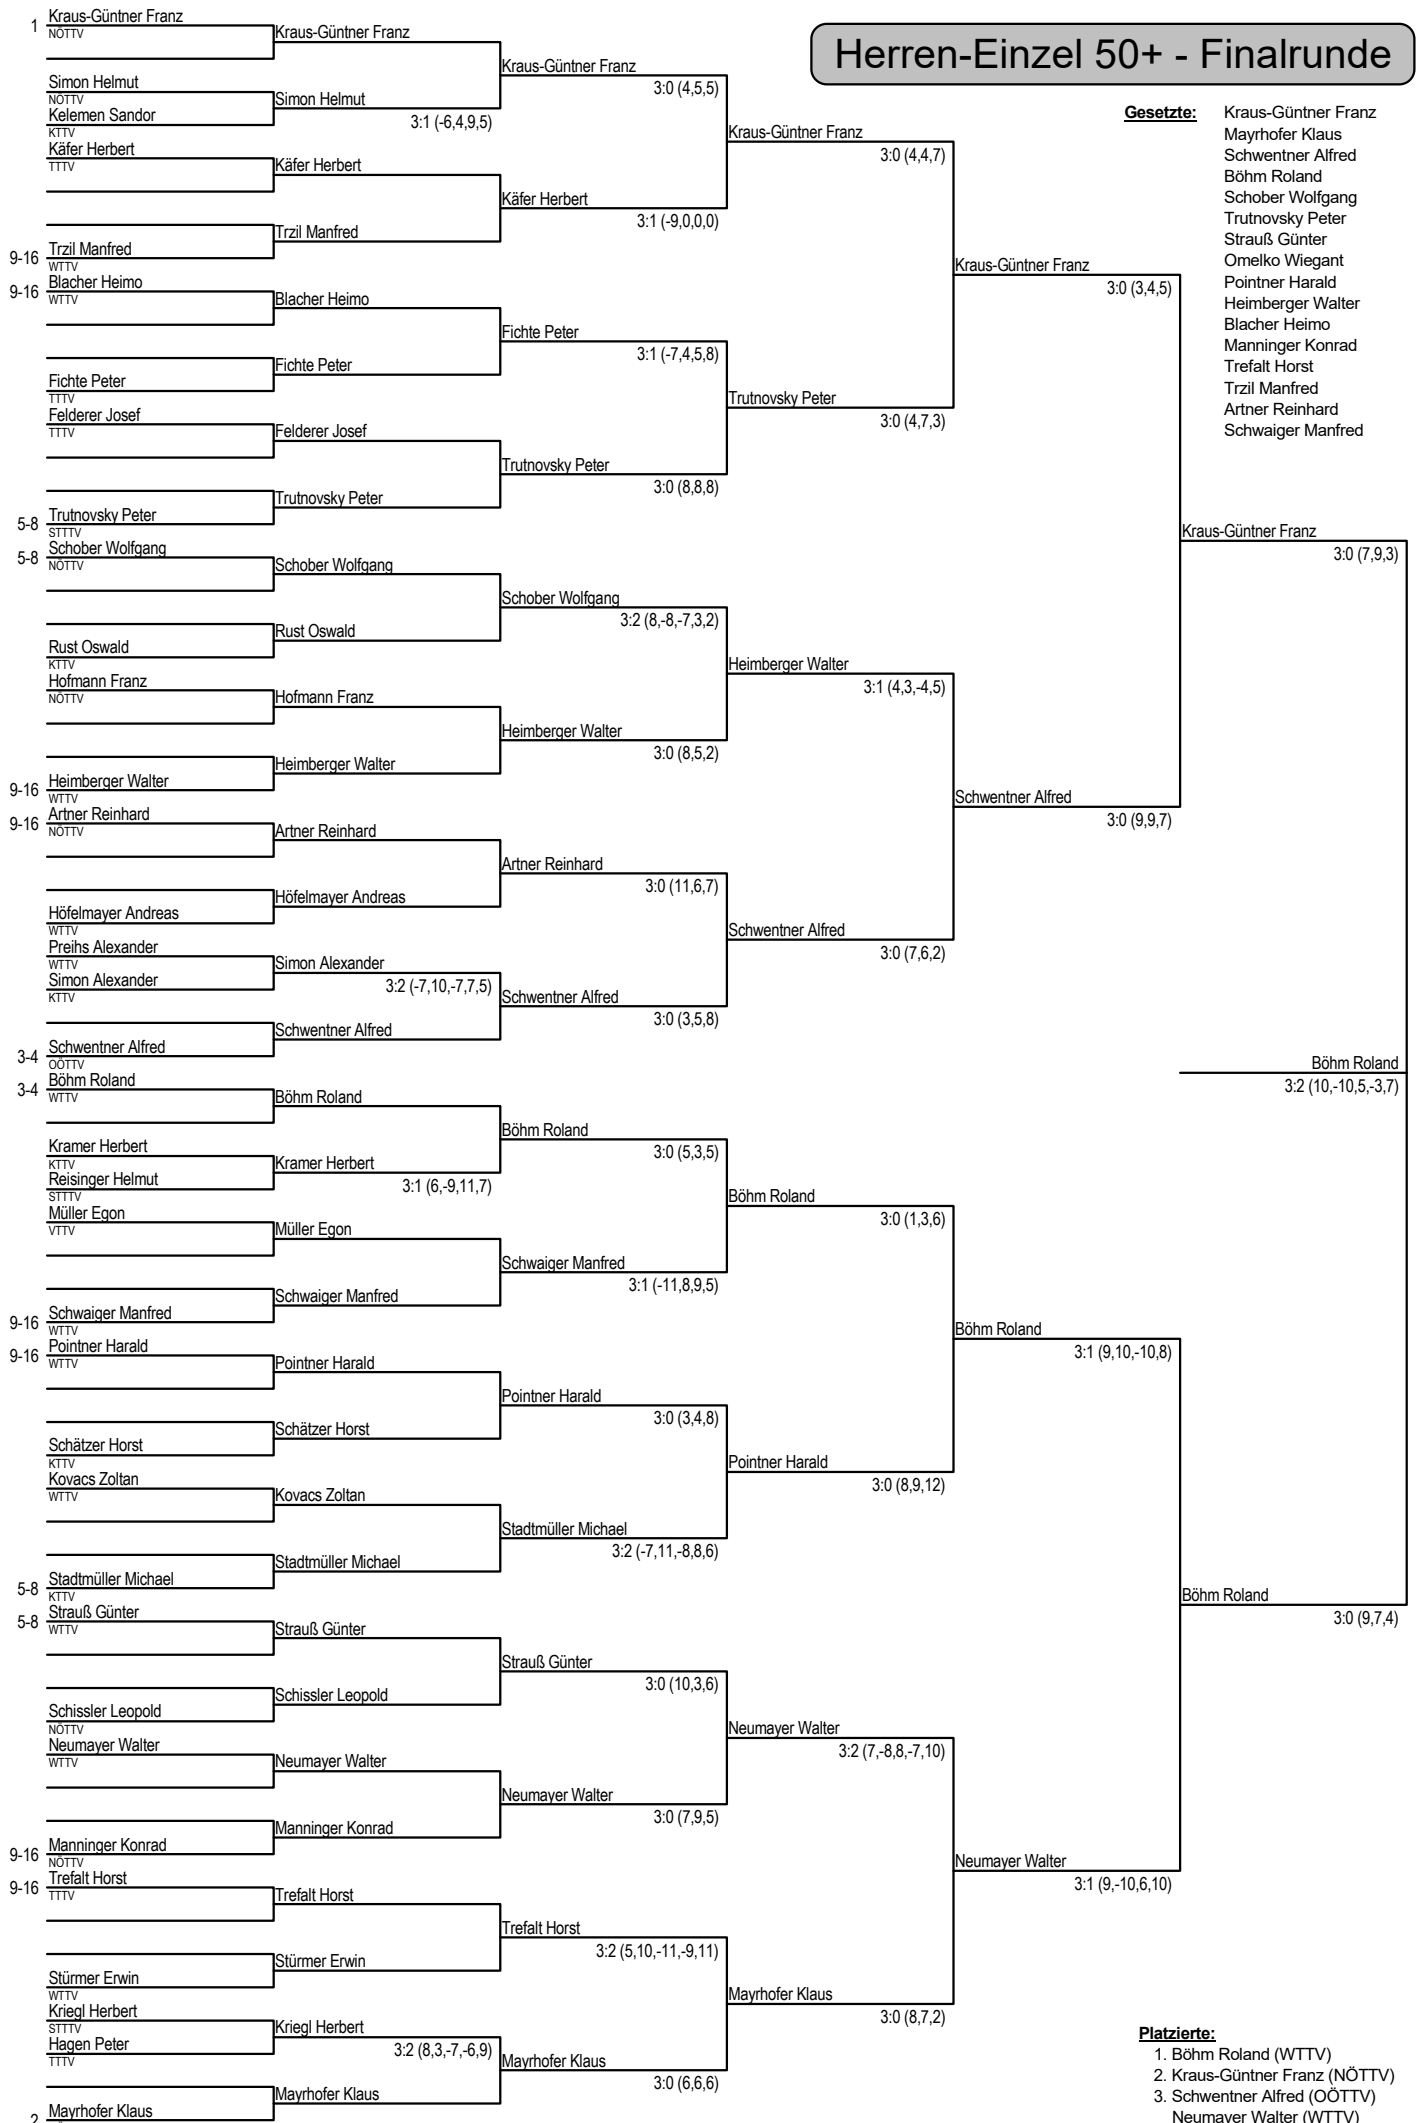 Herren-Einzel 50+ - Finalrunde
Gesetzte:
Kraus-Güntner Franz
Mayrhofer Klaus
Schwentner Alfred
Böhm Roland
Schober Wolfgang
Trutnovsky Peter
Strauß Günter
Omelko Wiegant
Pointner Harald
Heimberger Walter
Blacher Heimo
Manninger Konrad
Trefalt Horst
Trzil Manfred
Artner Reinhard
Schwaiger Manfred
1 Kraus-Güntner Franz
NÖTTV
Simon Helmut
NÖTTV
Kelemen Sandor
KTTV
Käfer Herbert
TTTV
9-16 Trzil Manfred
WTTV
9-16 Blacher Heimo
WTTV
Fichte Peter
TTTV
Felderer Josef
TTTV
5-8 Trutnovsky Peter
STTTV
5-8 Schober Wolfgang
NÖTTV
Rust Oswald
KTTV
Hofmann Franz
NÖTTV
9-16 Heimberger Walter
WTTV
9-16 Artner Reinhard
NÖTTV
Höfelmayer Andreas
WTTV
Preihs Alexander
WTTV
Simon Alexander
KTTV
3-4 Schwentner Alfred
OÖTTV
3-4 Böhm Roland
WTTV
Kramer Herbert
KTTV
Reisinger Helmut
STTTV
Müller Egon
VTTV
9-16 Schwaiger Manfred
WTTV
9-16 Pointner Harald
WTTV
Schätzer Horst
KTTV
Kovacs Zoltan
WTTV
5-8 Stadtmüller Michael
KTTV
5-8 Strauß Günter
WTTV
Schissler Leopold
NÖTTV
Neumayer Walter
WTTV
9-16 Manninger Konrad
NÖTTV
9-16 Trefalt Horst
TTTV
Stürmer Erwin
WTTV
Kriegl Herbert
STTTV
Hagen Peter
TTTV
2 Mayrhofer Klaus
Kraus-Güntner Franz
Simon Helmut
3:1 (-6,4,9,5)
Käfer Herbert
Trzil Manfred
Blacher Heimo
Fichte Peter
Felderer Josef
Trutnovsky Peter
Schober Wolfgang
Rust Oswald
Hofmann Franz
Heimberger Walter
Artner Reinhard
Höfelmayer Andreas
Simon Alexander
3:2 (-7,10,-7,7,5)
Schwentner Alfred
Böhm Roland
Kramer Herbert
3:1 (6,-9,11,7)
Müller Egon
Schwaiger Manfred
Pointner Harald
Schätzer Horst
Kovacs Zoltan
Stadtmüller Michael
Strauß Günter
Schissler Leopold
Neumayer Walter
Manninger Konrad
Trefalt Horst
Stürmer Erwin
Kriegl Herbert
3:2 (8,3,-7,-6,9)
Mayrhofer Klaus
Kraus-Güntner Franz
3:0 (4,5,5)
Käfer Herbert
3:1 (-9,0,0,0)
Fichte Peter
3:1 (-7,4,5,8)
Trutnovsky Peter
3:0 (8,8,8)
Schober Wolfgang
3:2 (8,-8,-7,3,2)
Heimberger Walter
3:0 (8,5,2)
Artner Reinhard
3:0 (11,6,7)
Schwentner Alfred
3:0 (3,5,8)
Böhm Roland
3:0 (5,3,5)
Schwaiger Manfred
3:1 (-11,8,9,5)
Pointner Harald
3:0 (3,4,8)
Stadtmüller Michael
3:2 (-7,11,-8,8,6)
Strauß Günter
3:0 (10,3,6)
Neumayer Walter
3:0 (7,9,5)
Trefalt Horst
3:2 (5,10,-11,-9,11)
Mayrhofer Klaus
3:0 (6,6,6)
Kraus-Güntner Franz
3:0 (4,4,7)
Trutnovsky Peter
3:0 (4,7,3)
Heimberger Walter
3:1 (4,3,-4,5)
Schwentner Alfred
3:0 (7,6,2)
Böhm Roland
3:0 (1,3,6)
Pointner Harald
3:0 (8,9,12)
Neumayer Walter
3:2 (7,-8,8,-7,10)
Mayrhofer Klaus
3:0 (8,7,2)
Kraus-Güntner Franz
3:0 (3,4,5)
Schwentner Alfred
3:0 (9,9,7)
Böhm Roland
3:1 (9,10,-10,8)
Neumayer Walter
3:1 (9,-10,6,10)
Kraus-Güntner Franz
3:0 (7,9,3)
Böhm Roland
3:0 (9,7,4)
Böhm Roland
3:2 (10,-10,5,-3,7)
Platzierte:
1. Böhm Roland (WTTV)
2. Kraus-Güntner Franz (NÖTTV)
3. Schwentner Alfred (OÖTTV)
Neumayer Walter (WTTV)